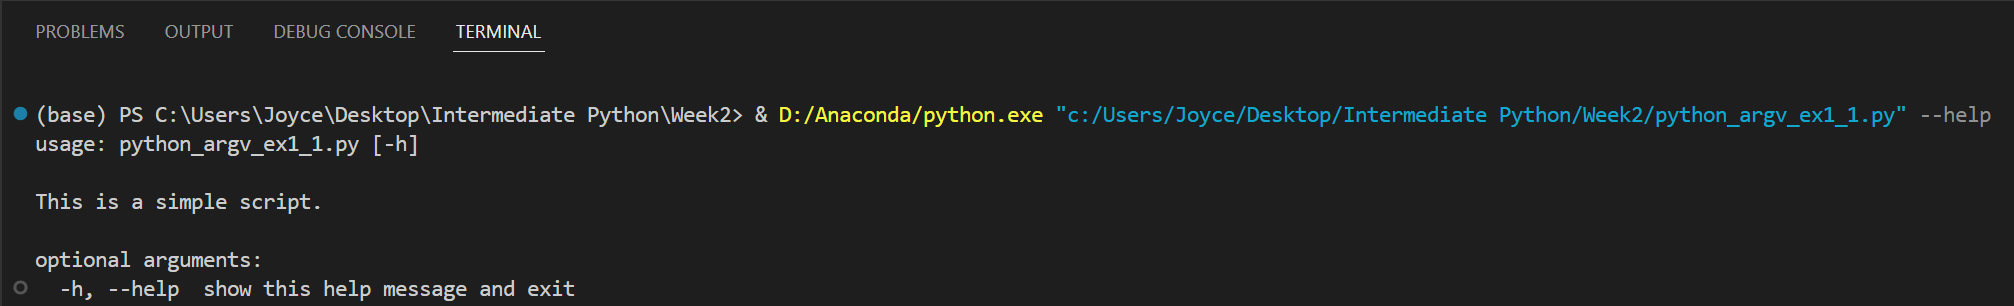 PROBLEMS OUTPUT DEBUG CONSOLE TERMINAL
(base) PS C:\Users\Joyce\Desktop\Intermediate Python\Week2> & D:/Anaconda/python.exe "c:/Users/Joyce/Desktop/Intermediate Python/Week2/python_argv_ex1_1.py" --help
usage: python_argv_ex1_1.py [-h]
This is a simple script.
optional arguments:
-h, --help  show this help message and exit